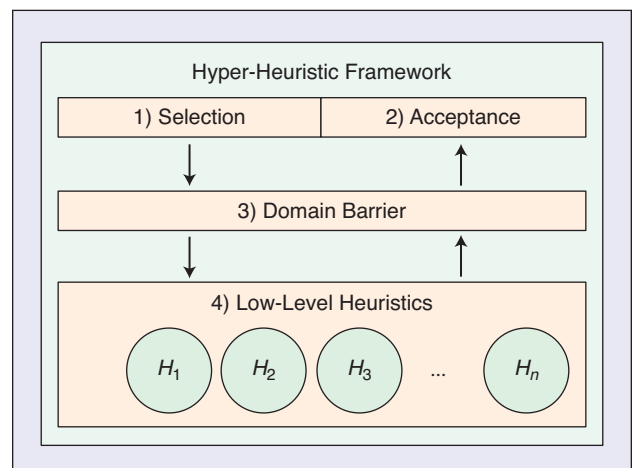 Hyper-Heuristic Framework
1) Selection
2) Acceptance
3) Domain Barrier
4) Low-Level Heuristics
H1 H2 H3 ... Hn